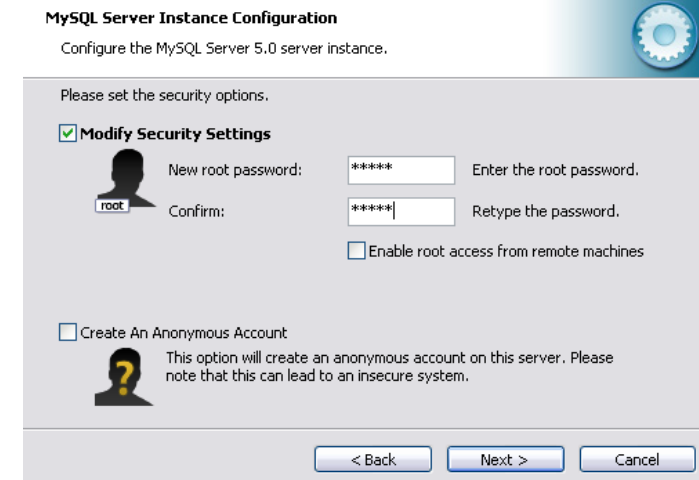 MySQL Server Instance Configuration
Configure the MySQL Server 5.0 server instance.
Please set the security options.
Modify Security Settings
root
New root password: ***** Enter the root password.
Confirm: ***** Retype the password.
Enable root access from remote machines
Create An Anonymous Account
?
This option will create an anonymous account on this server. Please
note that this can lead to an insecure system.
< Back Next > Cancel